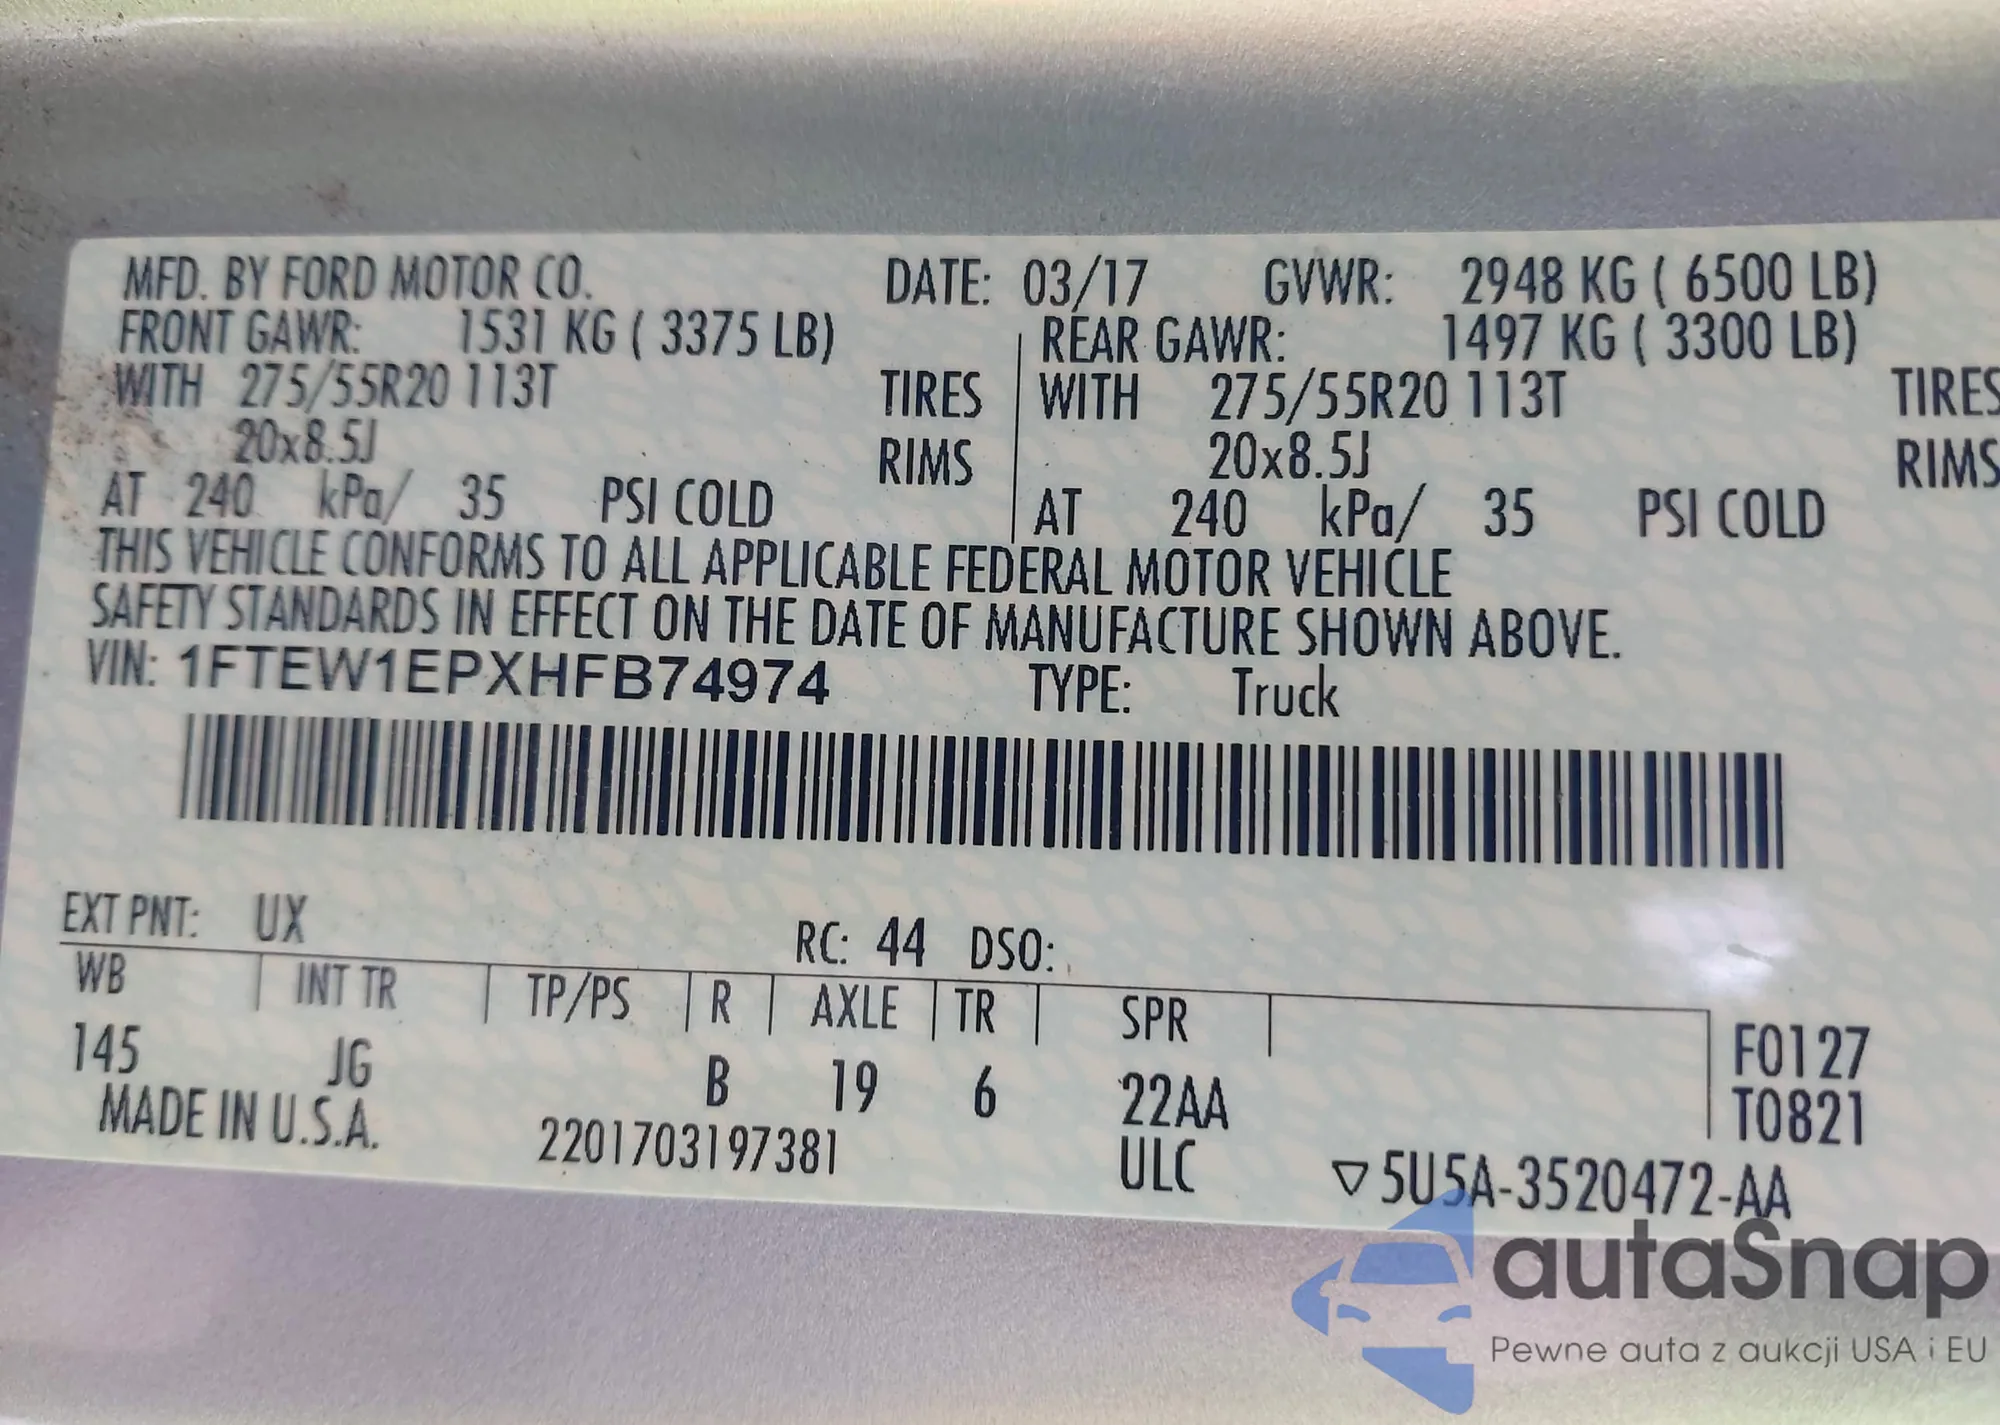 MFD. BY FORD MOTOR CO. DATE: 03/17 GVWR: 2948 KG ( 6500 LB)
FRONT GAWR: 1531 KG ( 3375 LB) REAR GAWR: 1497 KG ( 3300 LB)
WITH 275/55R20 113T TIRES WITH 275/55R20 113T TIRES
20x8.5J RIMS 20x8.5J RIMS
AT 240 kPa/ 35 PSI COLD AT 240 kPa/ 35 PSI COLD
THIS VEHICLE CONFORMS TO ALL APPLICABLE FEDERAL MOTOR VEHICLE
SAFETY STANDARDS IN EFFECT ON THE DATE OF MANUFACTURE SHOWN ABOVE.
VIN: 1FTEW1EPXHFB74974 TYPE: Truck
EXT PNT: UX RC: 44 DSO:
WB INT TR TP/PS R AXLE TR SPR
145 JG B 19 6 22AA F0127
T0821
MADE IN U.S.A. 2201703197381 ULC ▽5U5A-3520472-AA
autaSnap
Pewne auta z aukcji USA i EU